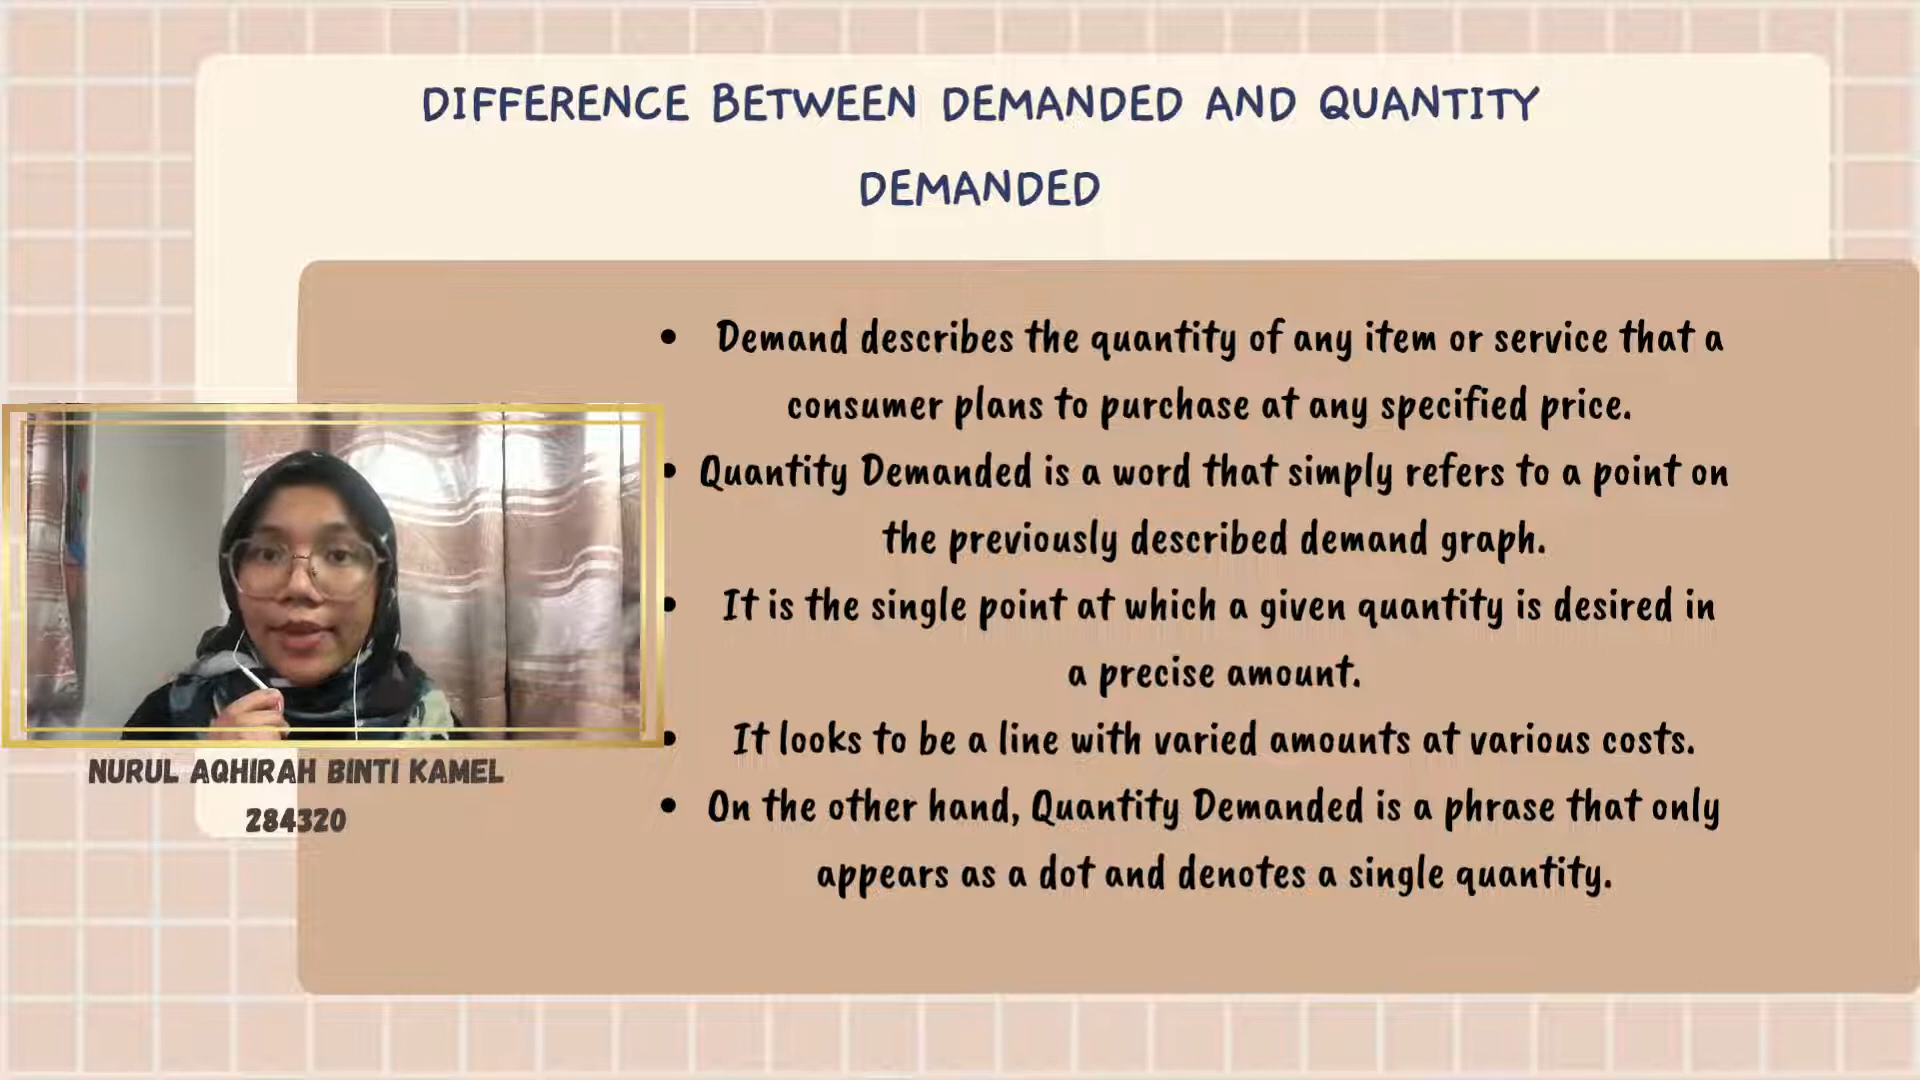 DIFFERENCE BETWEEN DEMANDED AND QUANTITY
DEMANDED
• Demand describes the quantity of any item or service that a
consumer plans to purchase at any specified price.
• Quantity Demanded is a word that simply refers to a point on
the previously described demand graph.
• It is the single point at which a given quantity is desired in
a precise amount.
• It looks to be a line with varied amounts at various costs.
• On the other hand, Quantity Demanded is a phrase that only
appears as a dot and denotes a single quantity.
NURUL AQHIRAH BINTI KAMEL
284320